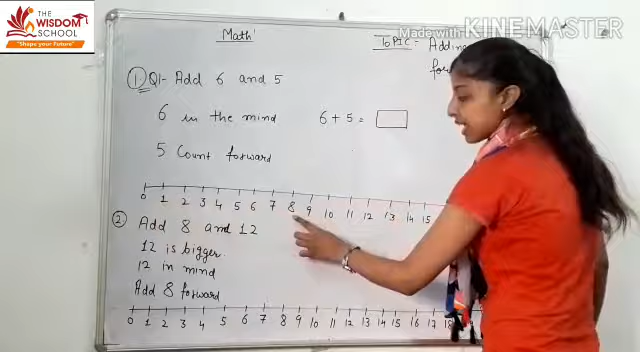 THE WISDOM SCHOOL
"Shape your Future"
Made with KINEMASTER
Math'
TOPIC - Adding
① Q1- Add 6 and 5
6 in the mind 6 + 5 =
5 Count forward
0 1 2 3 4 5 6 7 8 9 10 11 12 13 14 15
② Add 8 and 12
12 is bigger.
12 in mind
Add 8 forward
0 1 2 3 4 5 6 7 8 9 10 11 12 13 14 15 16 17 18